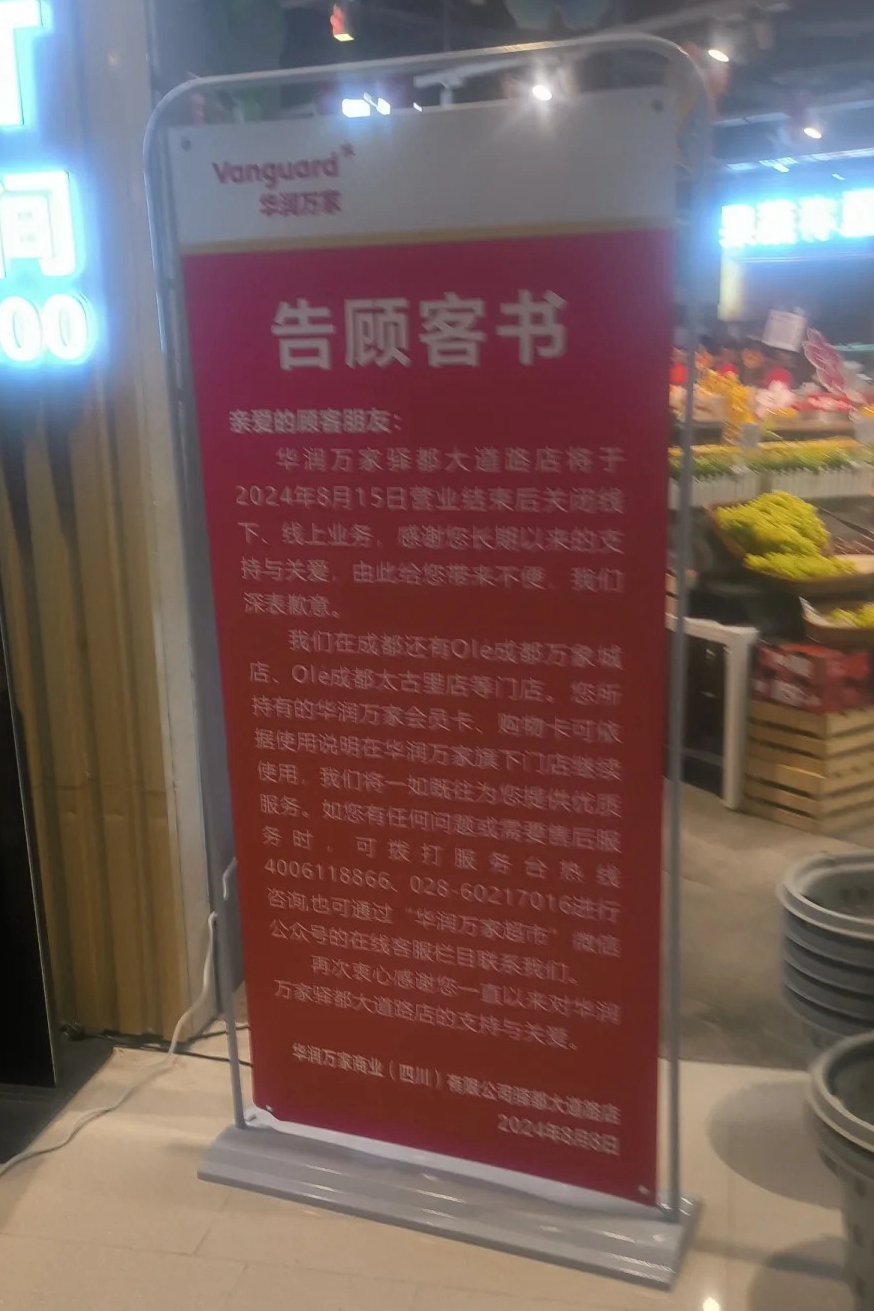 Vanguard
华润万家
告顾客书
亲爱的顾客朋友：
华润万家驿都大道路店将于
2024年8月15日营业结束后关闭线
下、线上业务，感谢您长期以来的支
持与关爱，由此给您带来不便，我们
深表歉意。
我们在成都还有Olé成都万象城
店、Olé成都太古里店等门店。您所
持有的华润万家会员卡、购物卡可依
据使用说明在华润万家旗下门店继续
使用，我们将一如既往为您提供优质
服务。如您有任何问题或需要售后服
务时，可拨打服务台热线
4006118866、028-60217016进行
咨询,也可通过“华润万家超市”微信
公众号的在线客服栏目联系我们。
再次衷心感谢您一直以来对华润
万家驿都大道路店的支持与关爱。
华润万家商业（四川）有限公司驿都大道路店
2024年8月8日
间
00